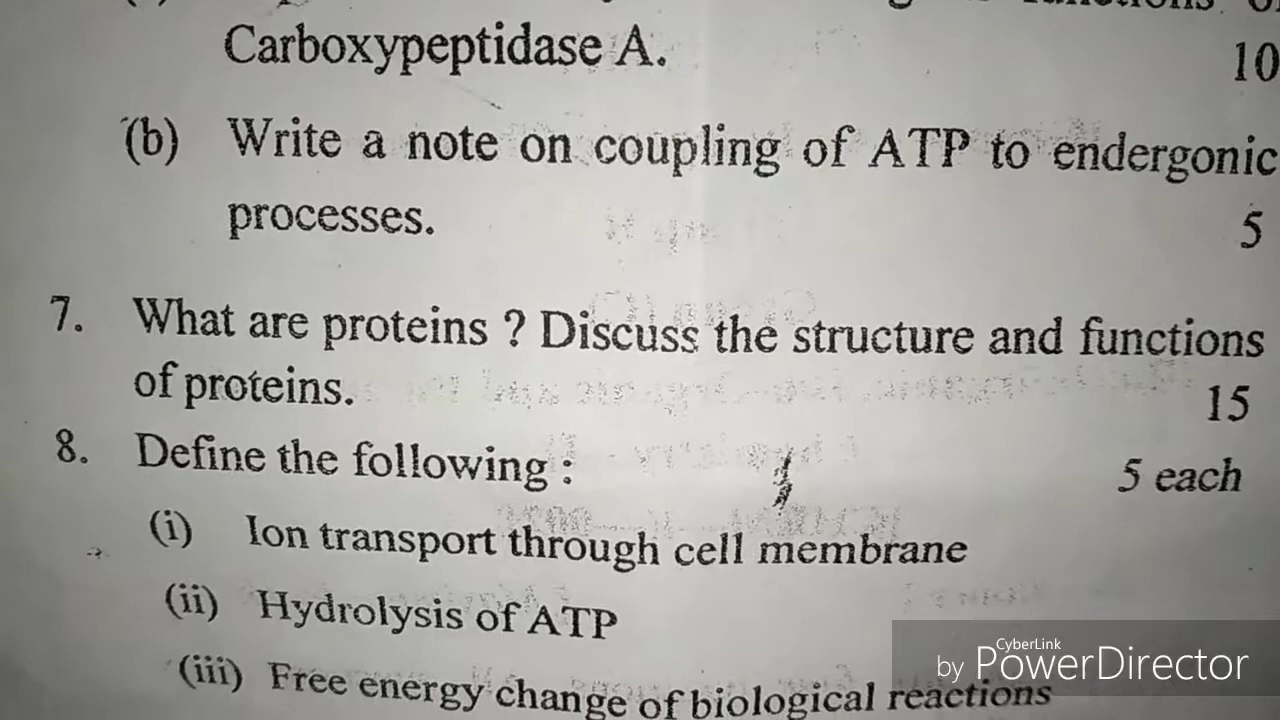 Carboxypeptidase A. 10
(b) Write a note on coupling of ATP to endergonic
processes. 5
7. What are proteins ? Discuss the structure and functions
of proteins. 15
8. Define the following : 5 each
(i) Ion transport through cell membrane
(ii) Hydrolysis of ATP
(iii) Free energy change of biological reactions
CyberLink
by PowerDirector